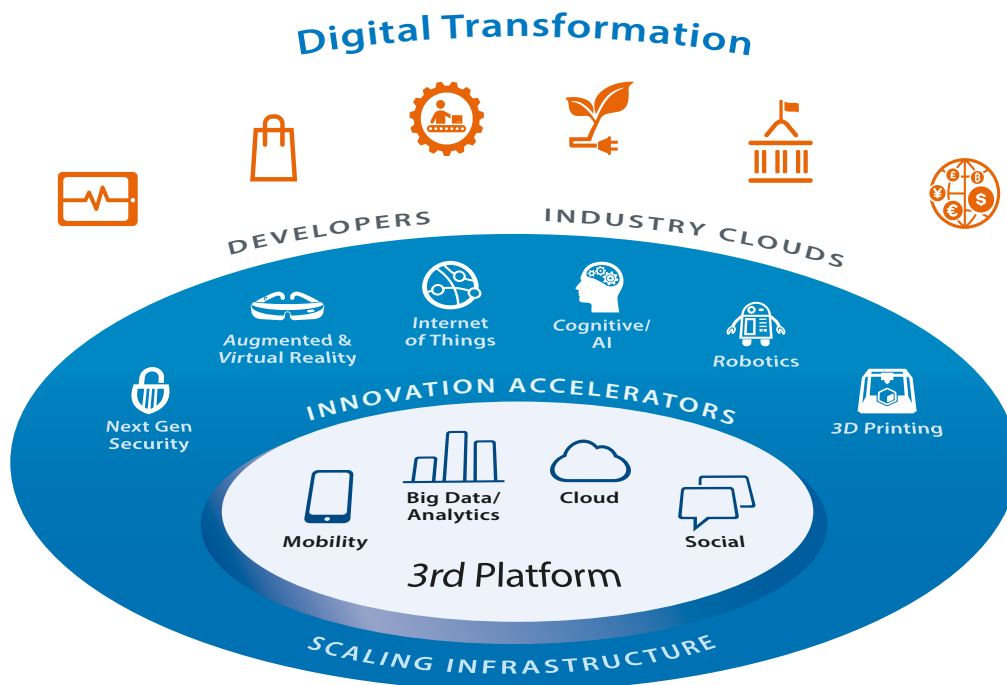 Digital Transformation
DEVELOPERS
INDUSTRY CLOUDS
Augmented &
Virtual Reality
Internet
of Things
Cognitive/
AI
Robotics
Next Gen
Security
3D Printing
INNOVATION ACCELERATORS
Mobility
Big Data/
Analytics
Cloud
Social
3rd Platform
SCALING INFRASTRUCTURE